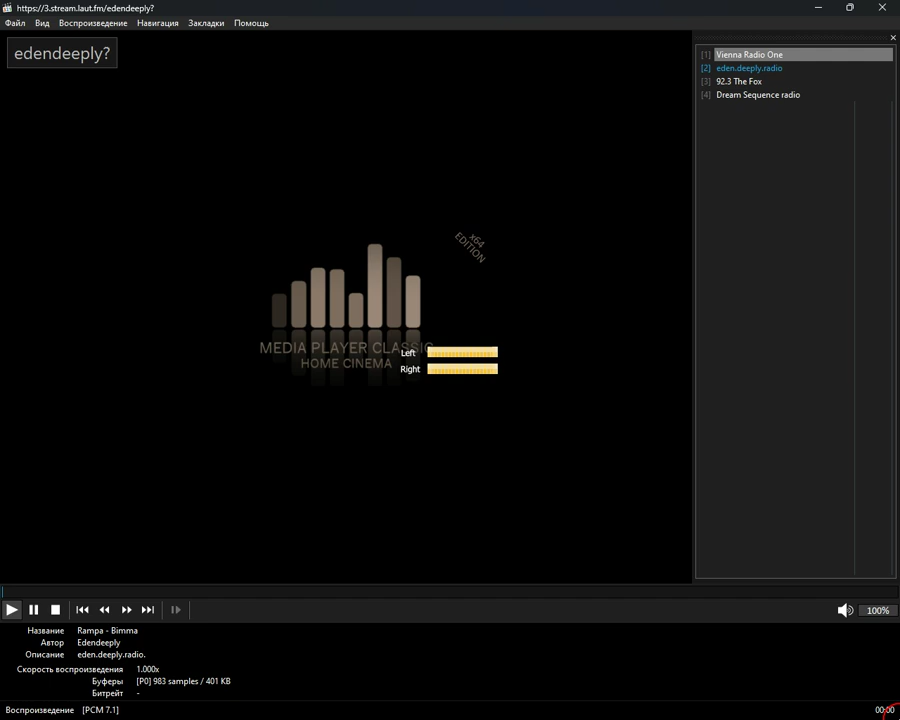 https://3.stream.laut.fm/edendeeply?
Файл Вид Воспроизведение Навигация Закладки Помощь
edendeeply?
[1] Vienna Radio One
[2] eden.deeply.radio
[3] 92.3 The Fox
[4] Dream Sequence radio
x64
EDITION
MEDIA PLAYER CLASSIC
HOME CINEMA
Left
Right
100%
Название Rampa - Bimma
Автор Edendeeply
Описание eden.deeply.radio.
Скорость воспроизведения 1.000x
Буферы [P0] 983 samples / 401 KB
Битрейт -
Воспроизведение [PCM 7.1] 00:00